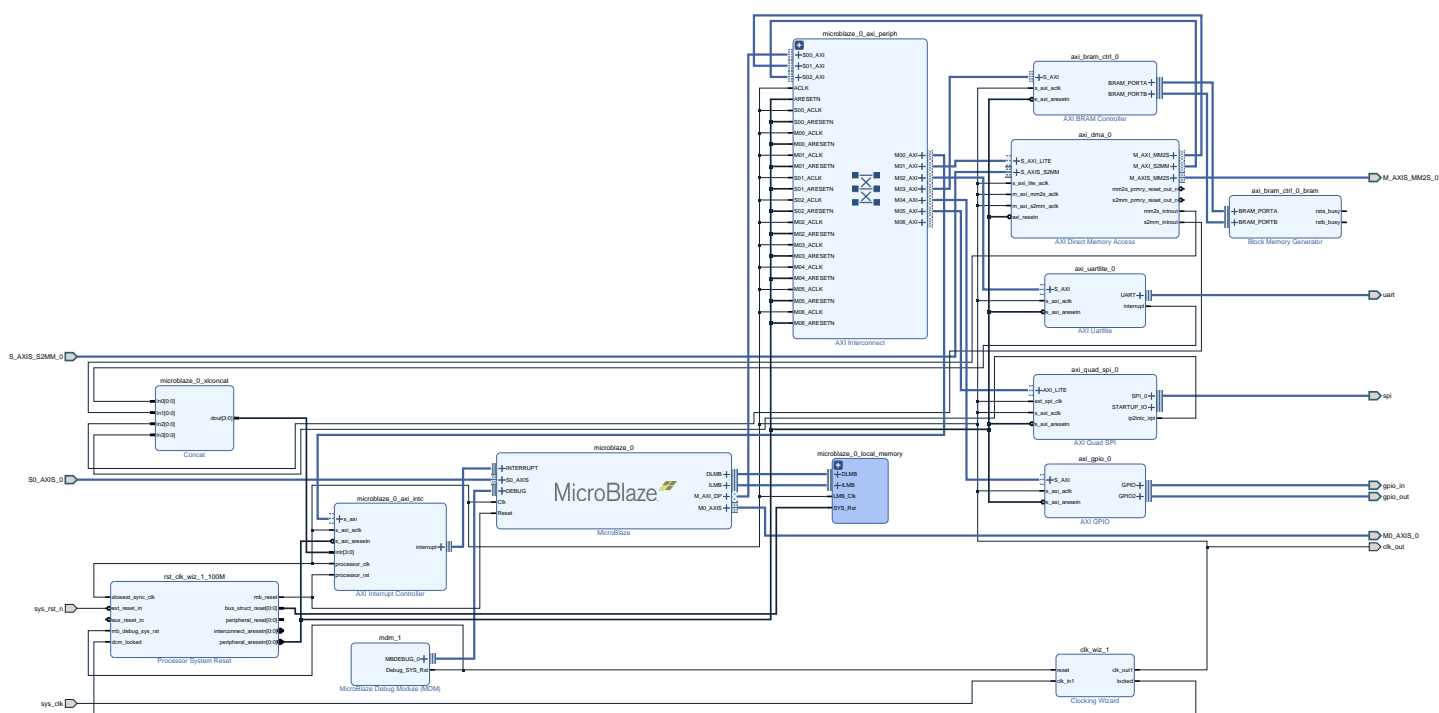 microblaze_0_axi_periph
S00_AXI
S01_AXI
S02_AXI
ACLK
ARESETN
S00_ACLK
S00_ARESETN
M00_ACLK
M00_ARESETN
M01_ACLK
M01_ARESETN
S01_ACLK
S01_ARESETN
S02_ACLK
S02_ARESETN
M02_ACLK
M02_ARESETN
M03_ACLK
M03_ARESETN
M04_ACLK
M04_ARESETN
M05_ACLK
M05_ARESETN
M06_ACLK
M06_ARESETN
M00_AXI
M01_AXI
M02_AXI
M03_AXI
M04_AXI
M05_AXI
M06_AXI
AXI Interconnect
axi_bram_ctrl_0
S_AXI
s_axi_aclk
s_axi_aresetn
BRAM_PORTA
BRAM_PORTB
AXI BRAM Controller
axi_dma_0
S_AXI_LITE
S_AXIS_S2MM
s_axi_lite_aclk
m_axi_mm2s_aclk
m_axi_s2mm_aclk
axi_resetn
M_AXI_MM2S
M_AXI_S2MM
M_AXIS_MM2S
mm2s_prmry_reset_out_n
s2mm_prmry_reset_out_n
mm2s_introut
s2mm_introut
AXI Direct Memory Access
M_AXIS_MM2S_0
axi_bram_ctrl_0_bram
BRAM_PORTA
BRAM_PORTB
rsta_busy
rstb_busy
Block Memory Generator
axi_uartlite_0
S_AXI
s_axi_aclk
s_axi_aresetn
UART
interrupt
AXI Uartlite
uart
S_AXIS_S2MM_0
microblaze_0_xlconcat
In0[0:0]
In1[0:0]
In2[0:0]
In3[0:0]
dout[3:0]
Concat
axi_quad_spi_0
AXI_LITE
ext_spi_clk
s_axi_aclk
s_axi_aresetn
SPI_0
STARTUP_IO
ip2intc_irpt
AXI Quad SPI
spi
S0_AXIS_0
microblaze_0
INTERRUPT
S0_AXIS
DEBUG
Clk
Reset
MicroBlaze
DLMB
ILMB
M_AXI_DP
M0_AXIS
MicroBlaze
microblaze_0_local_memory
DLMB
ILMB
LMB_Clk
SYS_Rst
axi_gpio_0
S_AXI
s_axi_aclk
s_axi_aresetn
GPIO
GPIO2
AXI GPIO
gpio_in
gpio_out
M0_AXIS_0
clk_out
microblaze_0_axi_intc
s_axi
s_axi_aclk
s_axi_aresetn
intr[3:0]
processor_clk
processor_rst
interrupt
AXI Interrupt Controller
rst_clk_wiz_1_100M
slowest_sync_clk
ext_reset_in
aux_reset_in
mb_debug_sys_rst
dcm_locked
mb_reset
bus_struct_reset[0:0]
peripheral_reset[0:0]
interconnect_aresetn[0:0]
peripheral_aresetn[0:0]
Processor System Reset
sys_rst_n
mdm_1
MBDEBUG_0
Debug_SYS_Rst
MicroBlaze Debug Module (MDM)
clk_wiz_1
reset
clk_in1
clk_out1
locked
Clocking Wizard
sys_clk